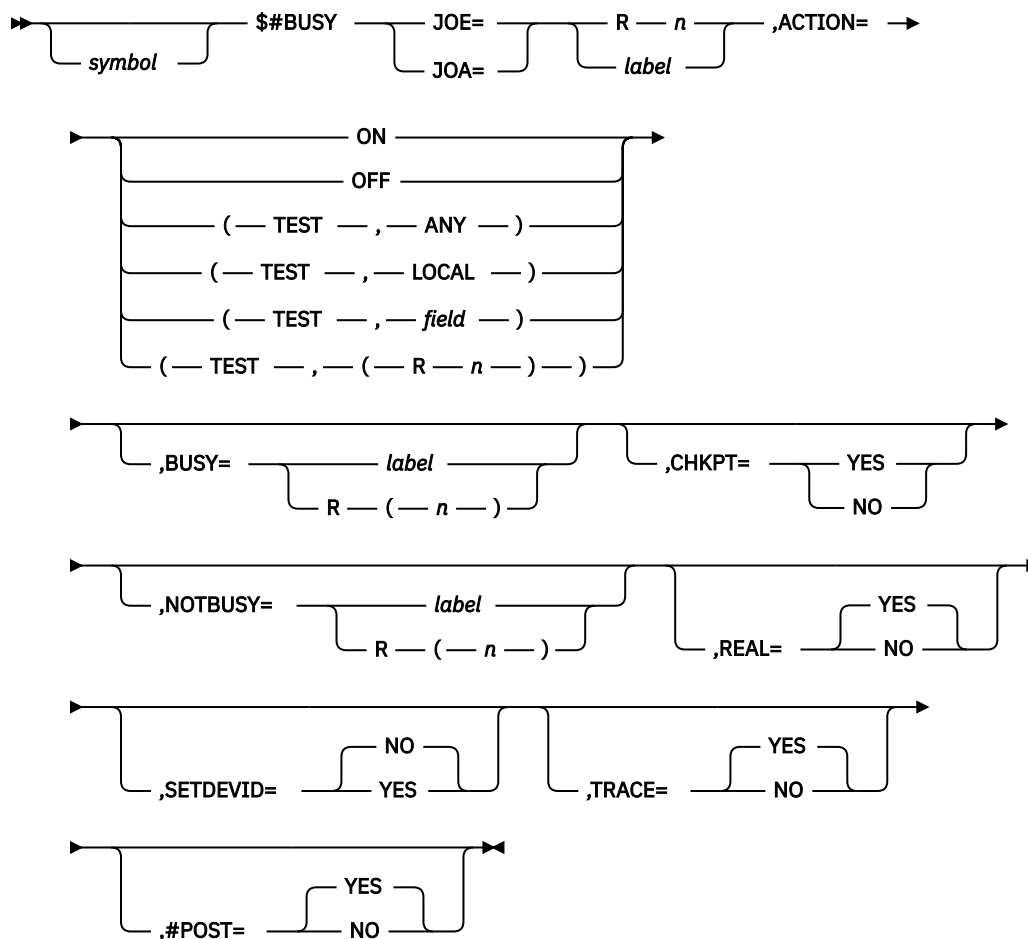 $#BUSY JOE= R n ,ACTION=
symbol JOA= label
ON
OFF
( TEST , ANY )
( TEST , LOCAL )
( TEST , field )
( TEST , ( R n ) )
,BUSY= label ,CHKPT= YES
R ( n ) NO
,NOTBUSY= label YES
R ( n ) ,REAL= NO
NO YES
,SETDEVID= YES ,TRACE= NO
YES
,#POST= NO